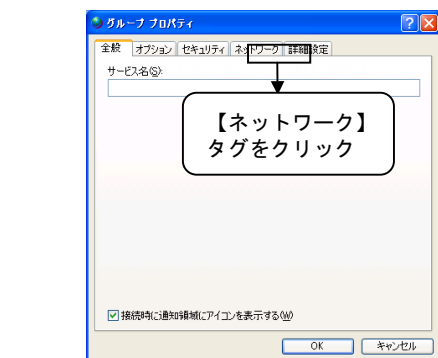 グループ プロパティ
全般 オプション セキュリティ ネットワーク 詳細設定
サービス名(S):
【ネットワーク】
タグをクリック
接続時に通知領域にアイコンを表示する(W)
OK キャンセル